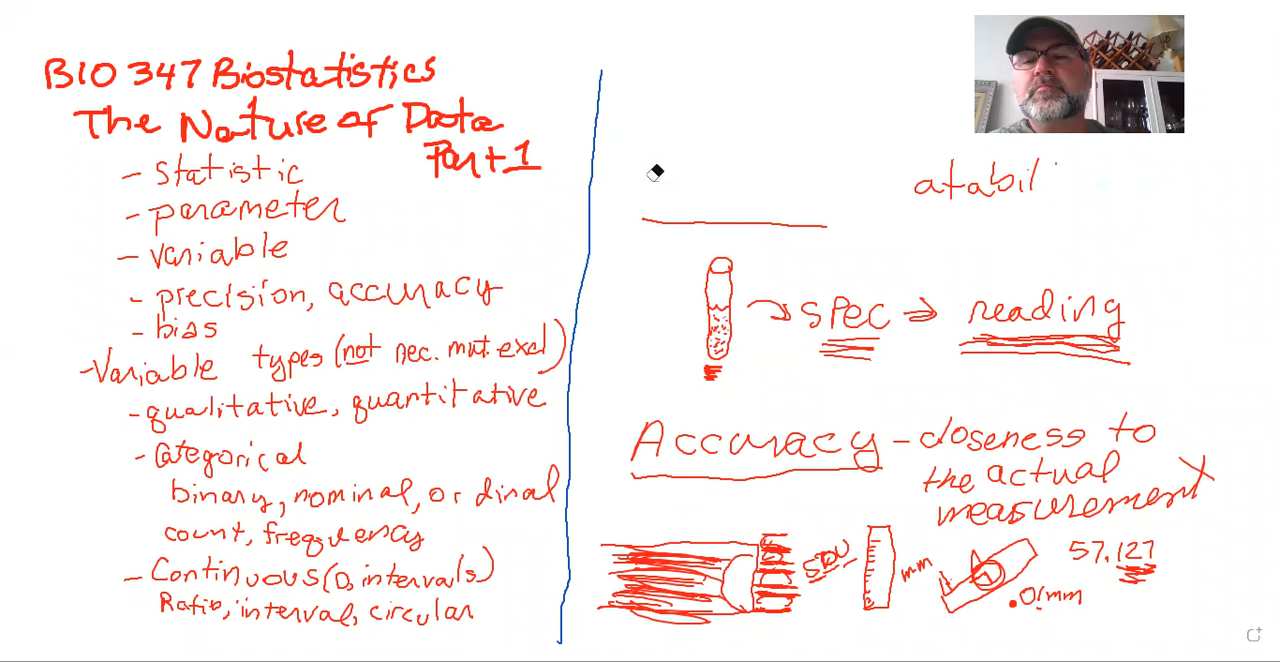 BIO 347 Biostatistics
The Nature of Data
Part 1
- Statistic
- parameter
- variable
- precision, accuracy
- bias
- Variable types (not nec. mut. excl)
- qualitative, quantitative
- categorical
binary, nominal, ordinal
count, frequency
- Continuous (D, intervals)
Ratio, interval, circular
atabil
spec → reading
Accuracy - closeness to
the actual
measurement
mm
57.127
.01mm